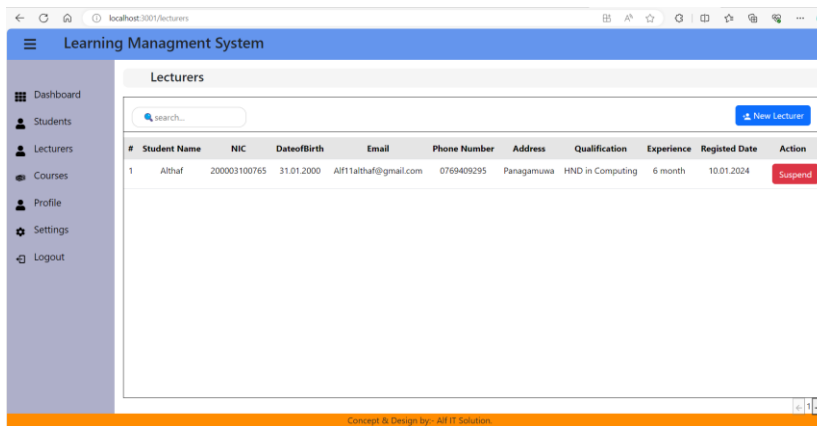 localhost:3001/lecturers
Learning Managment System
Dashboard
Students
Lecturers
Courses
Profile
Settings
Logout
Lecturers
search...
New Lecturer
# Student Name NIC DateofBirth Email Phone Number Address Qualification Experience Registed Date Action
1 Althaf 200003100765 31.01.2000 Alf11althaf@gmail.com 0769409295 Panagamuwa HND in Computing 6 month 10.01.2024 Suspend
1
Concept & Design by:- Alf IT Solution.